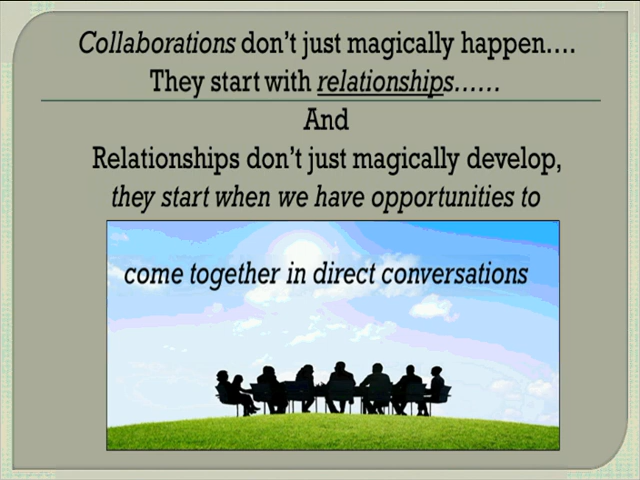 Collaborations don’t just magically happen….
They start with relationships……
And
Relationships don’t just magically develop,
they start when we have opportunities to
come together in direct conversations